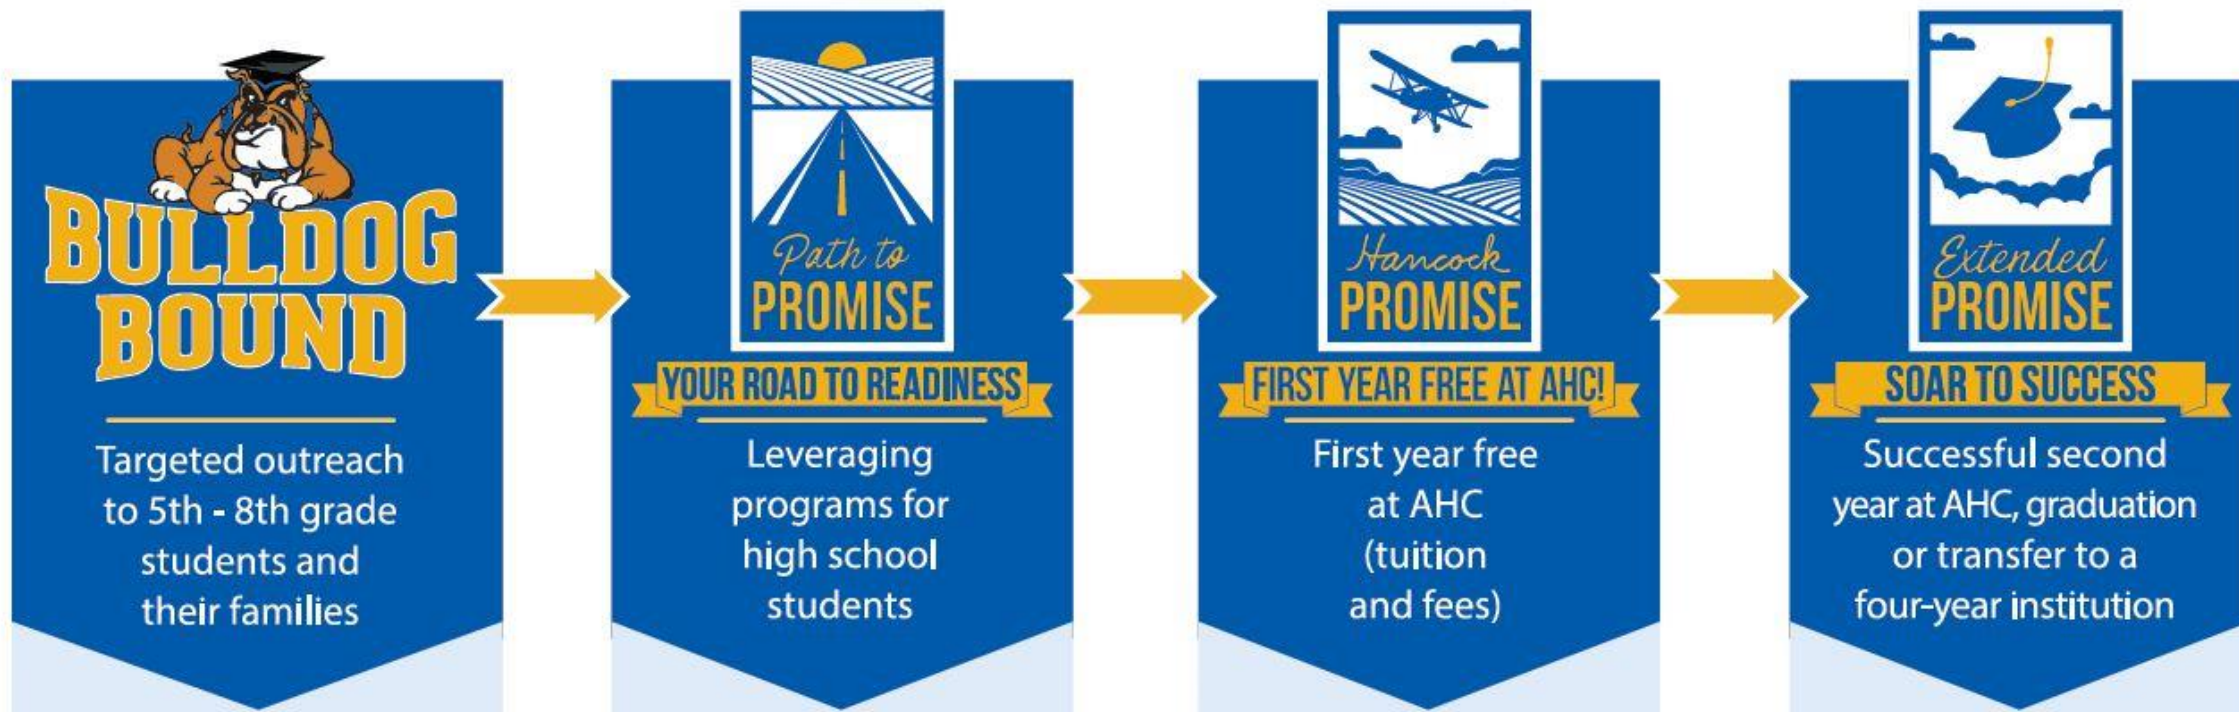 BULLDOG
BOUND
Targeted outreach
to 5th - 8th grade
students and
their families
Path to
PROMISE
YOUR ROAD TO READINESS
Leveraging
programs for
high school
students
Hancock
PROMISE
FIRST YEAR FREE AT AHC!
First year free
at AHC
(tuition
and fees)
Extended
PROMISE
SOAR TO SUCCESS
Successful second
year at AHC, graduation
or transfer to a
four-year institution